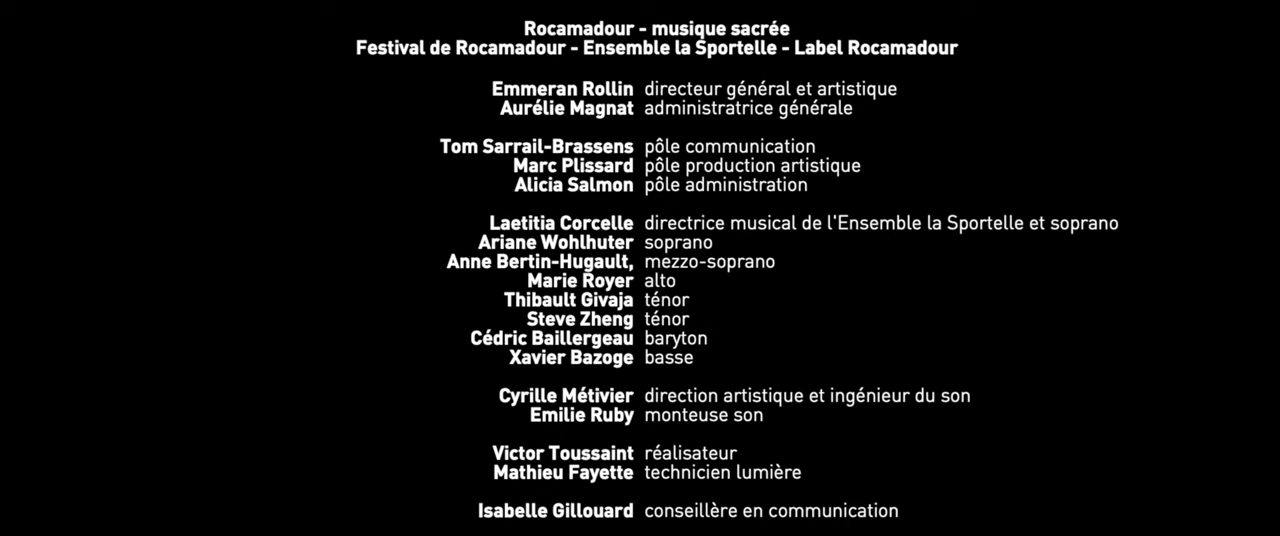 Rocamadour - musique sacrée
Festival de Rocamadour - Ensemble la Sportelle - Label Rocamadour
Emmeran Rollin directeur général et artistique
Aurélie Magnat administratrice générale
Tom Sarrail-Brassens pôle communication
Marc Plissard pôle production artistique
Alicia Salmon pôle administration
Laetitia Corcelle directrice musical de l'Ensemble la Sportelle et soprano
Ariane Wohlhuter soprano
Anne Bertin-Hugault, mezzo-soprano
Marie Royer alto
Thibault Givaja ténor
Steve Zheng ténor
Cédric Baillergeau baryton
Xavier Bazoge basse
Cyrille Métivier direction artistique et ingénieur du son
Emilie Ruby monteuse son
Victor Toussaint réalisateur
Mathieu Fayette technicien lumière
Isabelle Gillouard conseillère en communication